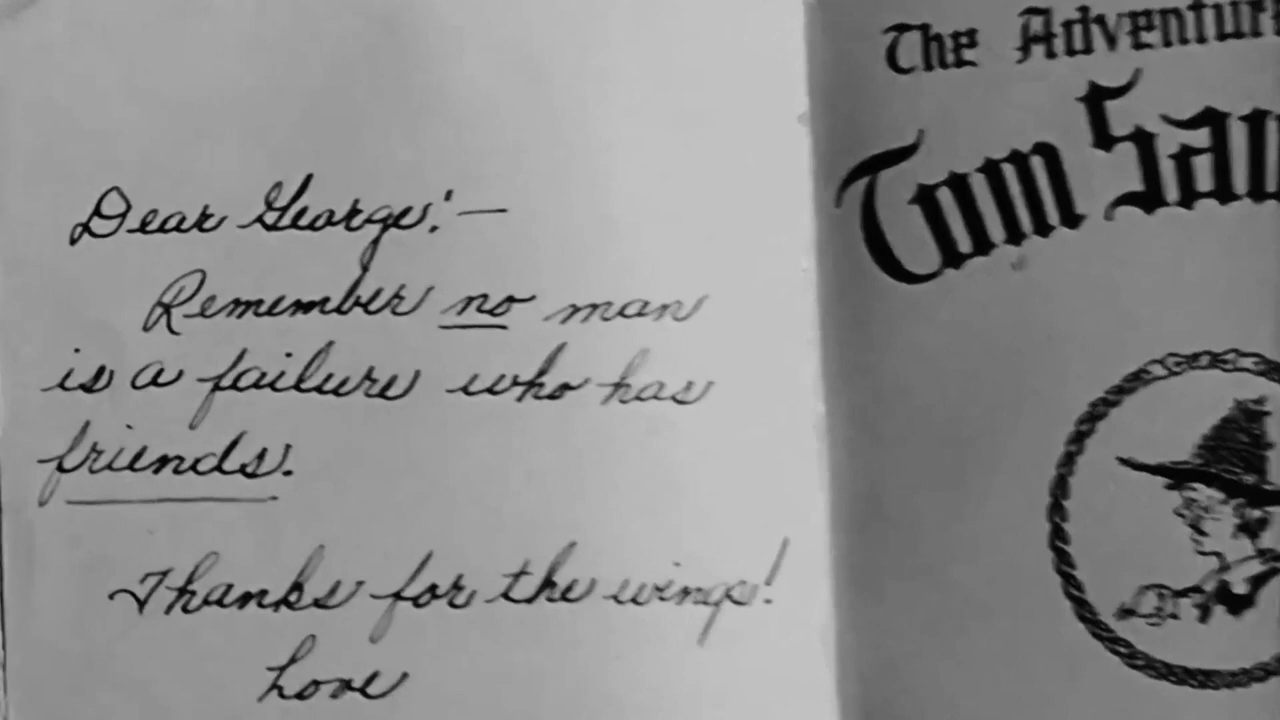 Dear George:—
Remember no man
is a failure who has
friends.
Thanks for the wings!
Love
The Adventur
Tom Saw